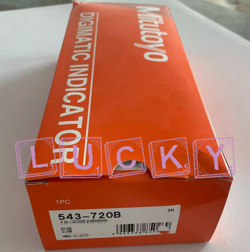 Mitutoyo
DIGIMATIC INDICATOR
LUCKY
1PC
543-720B